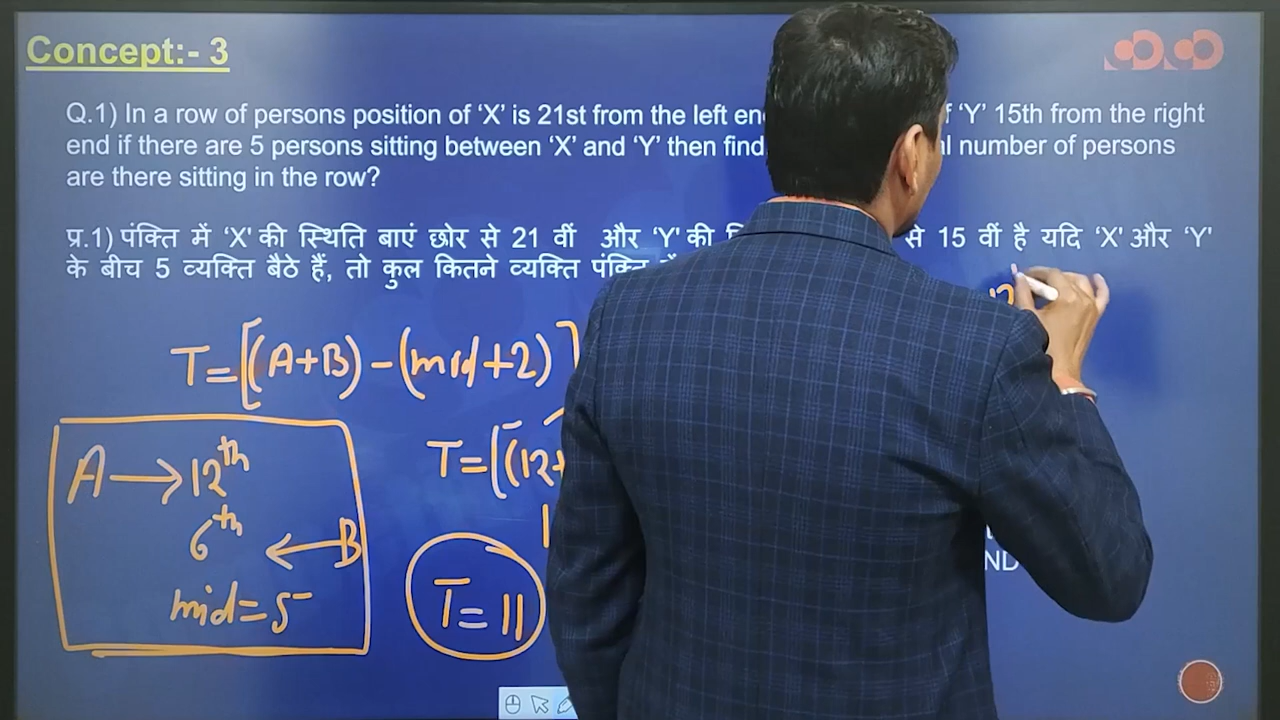 Concept:- 3
Q.1) In a row of persons position of ‘X’ is 21st from the left ‘Y’ 15th from the right
end if there are 5 persons sitting between ‘X’ and ‘Y’ then find number of persons
are there sitting in the row?
प्र.1) पंक्ति में ‘X' की स्थिति बाएं छोर से 21 वीं और ‘Y' की से 15 वीं है यदि ‘X' और ‘Y'
के बीच 5 व्यक्ति बैठे हैं, तो कुल कितने व्यक्ति पंक्ति
12
T=[(A+B)-(mid+2)]
A→12th
T=[(12+
6th ←B
mid=5
T=11